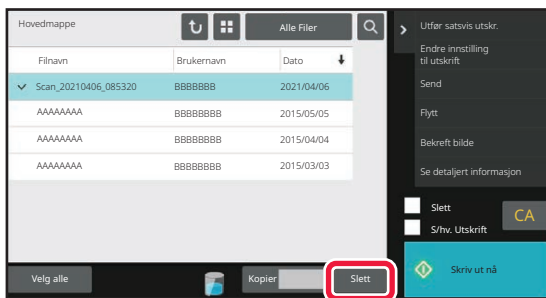 Hovedmappe
Alle Filer
Filnavn Brukernavn Dato
Scan_20210406_085320 BBBBBBB 2021/04/06
AAAAAAAA BBBBBBBB 2015/05/05
AAAAAAAA BBBBBBBB 2015/04/04
AAAAAAAA BBBBBBBB 2015/03/03
Velg alle
Kopier
Slett
Utfør satsvis utskr.
Endre innstilling
til utskrift
Send
Flytt
Bekreft bilde
Se detaljert informasjon
Slett
S/hv. Utskrift
CA
Skriv ut nå